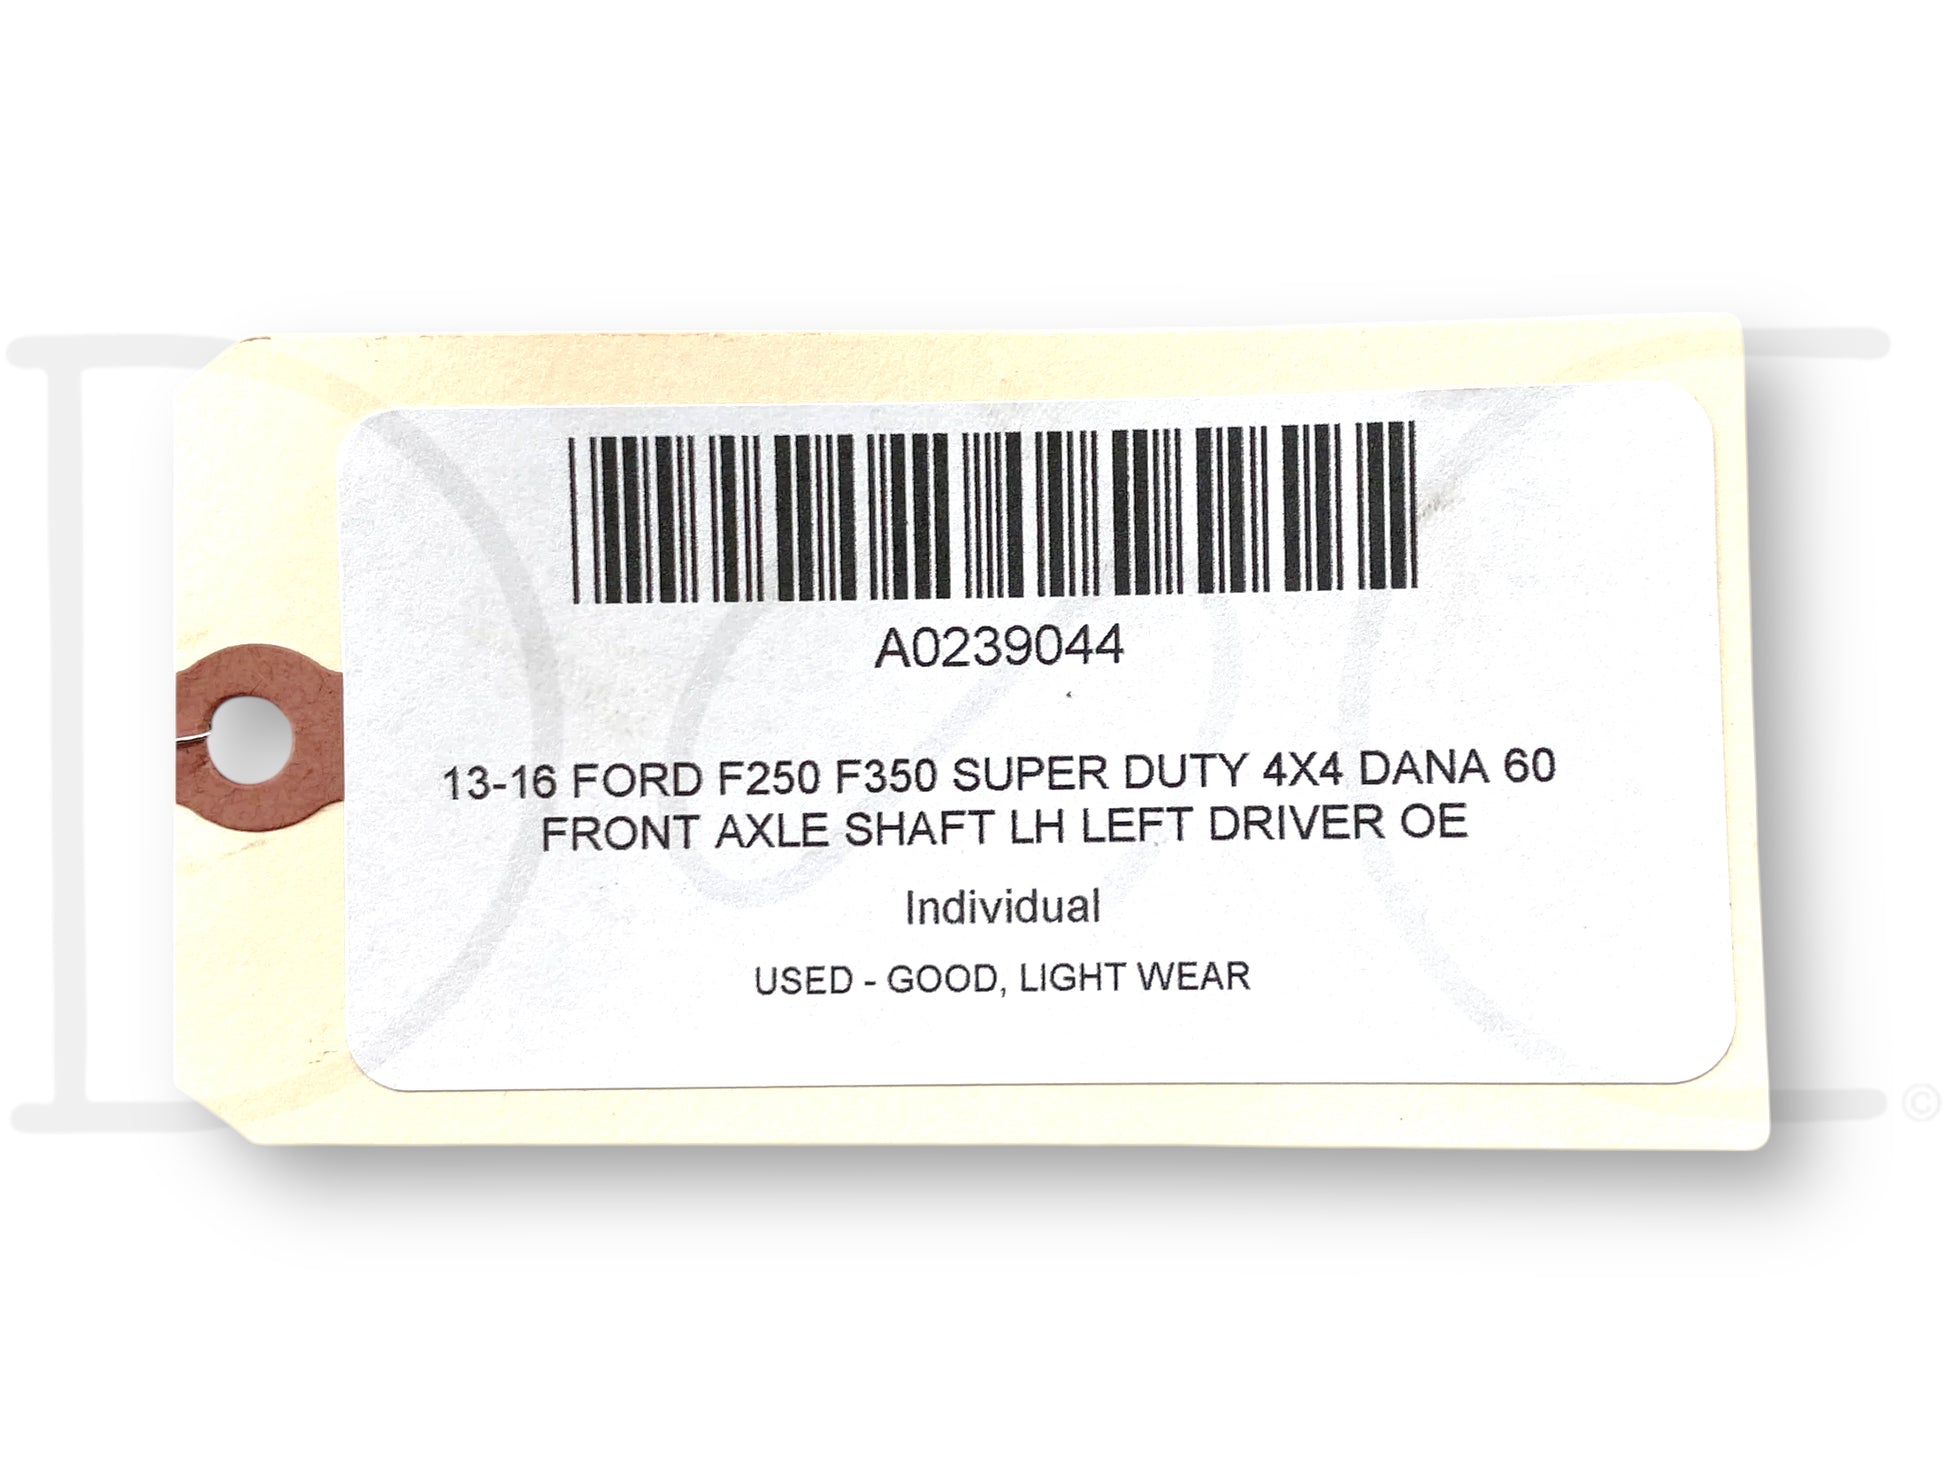 A0239044
13-16 FORD F250 F350 SUPER DUTY 4X4 DANA 60
FRONT AXLE SHAFT LH LEFT DRIVER OE
Individual
USED - GOOD, LIGHT WEAR
©